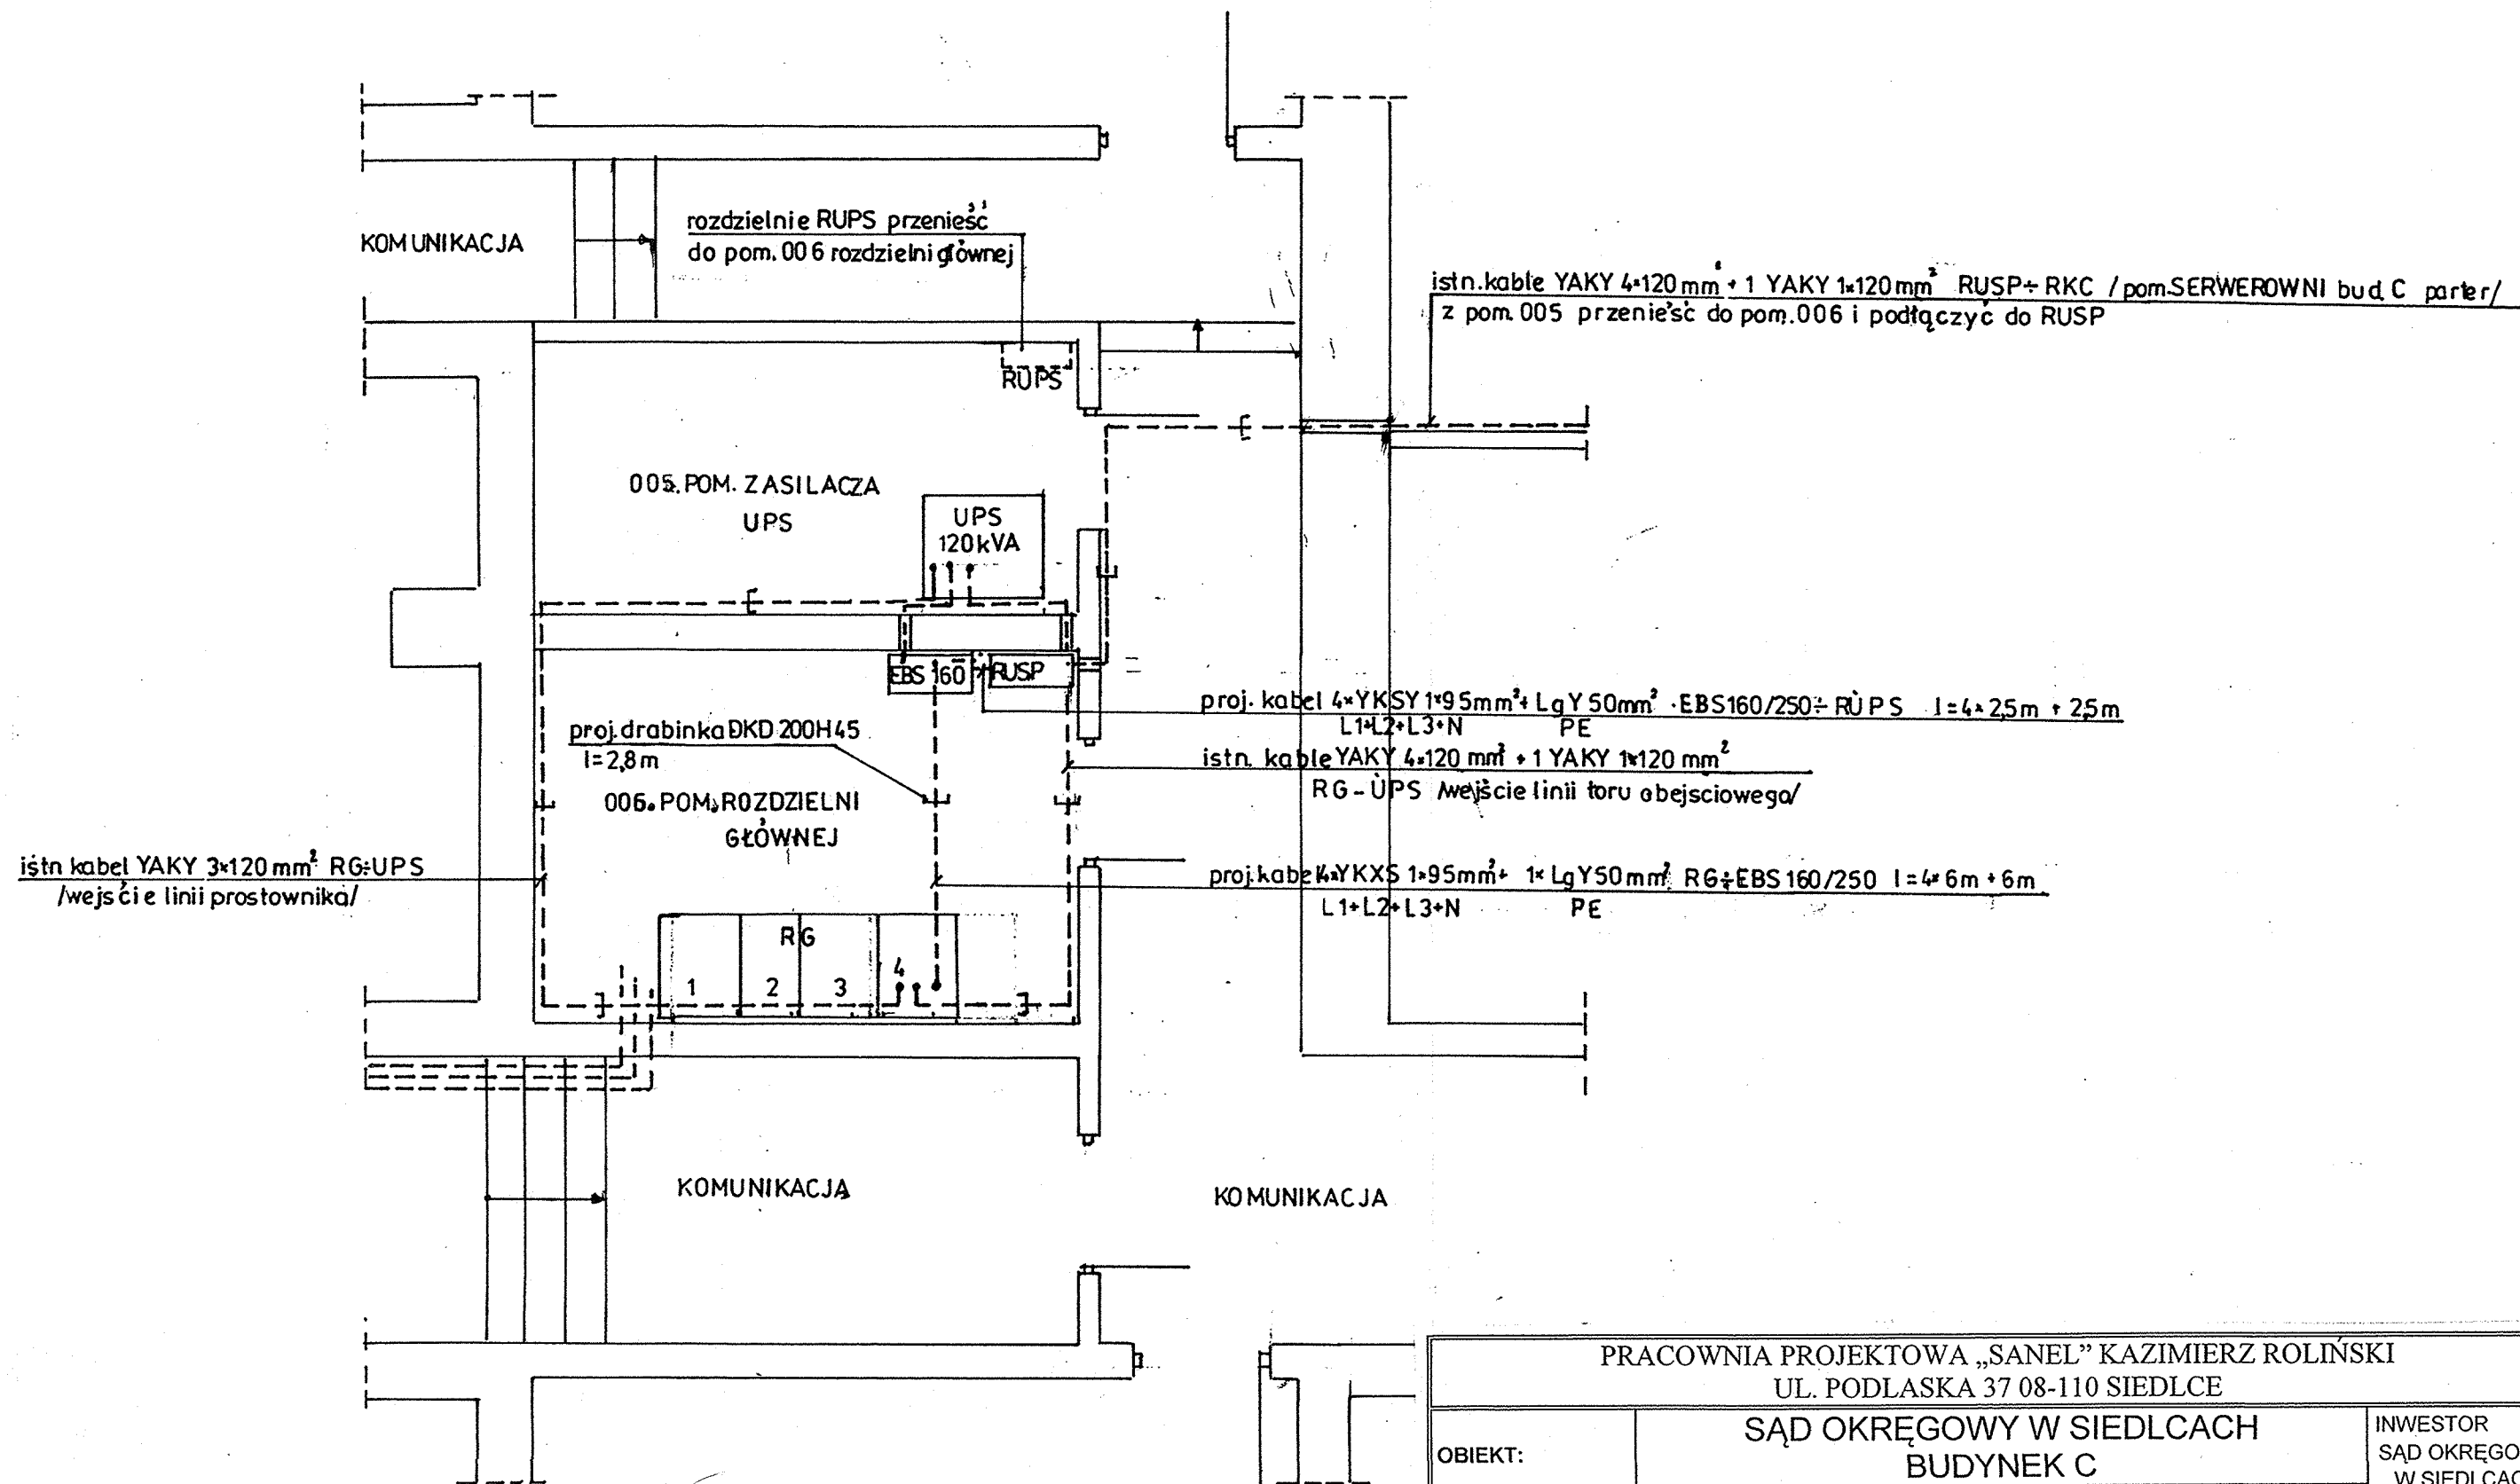 rozdzielnie RUPS przenieść
do pom. 006 rozdzielni głównej
KOMUNIKACJA
istn. kable YAKY 4×120 mm² + 1 YAKY 1×120 mm² RUSP÷RKC /pom. SERWEROWNI bud. C parter/
z pom. 005 przenieść do pom. 006 i podłączyć do RUSP
RUPS
005. POM. ZASILACZA
UPS
UPS
120kVA
EBS 160
RUSP
proj. kabel 4×YKSY 1×95mm² + LgY 50mm² EBS160/250÷RUPS l=4×2,5m + 2,5m
L1+L2+L3+N PE
proj. drabinka DKD 200H45
l=2,8m
istn. kable YAKY 4×120 mm² + 1 YAKY 1×120 mm²
RG-UPS /wejście linii toru obejsciowego/
006. POM. ROZDZIELNI
GŁÓWNEJ
istn kabel YAKY 3×120 mm² RG÷UPS
/wejście linii prostownika/
proj. kabel 4×YKXS 1×95mm² + 1×LgY50mm² RG÷EBS 160/250 l=4×6m + 6m
L1+L2+L3+N PE
RG
1 2 3 4
KOMUNIKACJA
KOMUNIKACJA
PRACOWNIA PROJEKTOWA „SANEL” KAZIMIERZ ROLIŃSKI
UL. PODLASKA 37 08-110 SIEDLCE
OBIEKT:
SĄD OKRĘGOWY W SIEDLCACH
BUDYNEK C
INWESTOR
SĄD OKRĘGO
W SIEDLCAC